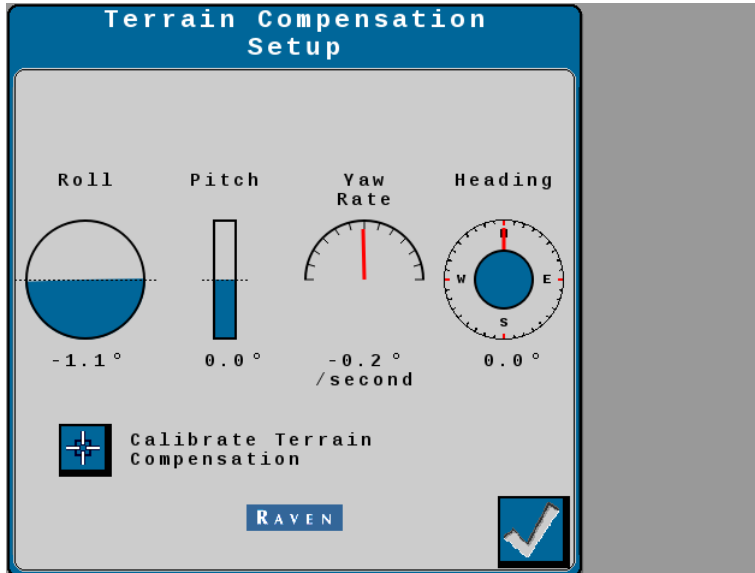 Terrain Compensation
Setup
Roll
Pitch
Yaw
Rate
Heading
N
W
E
S
-1.1°
0.0°
-0.2°
/second
0.0°
Calibrate Terrain
Compensation
RAVEN